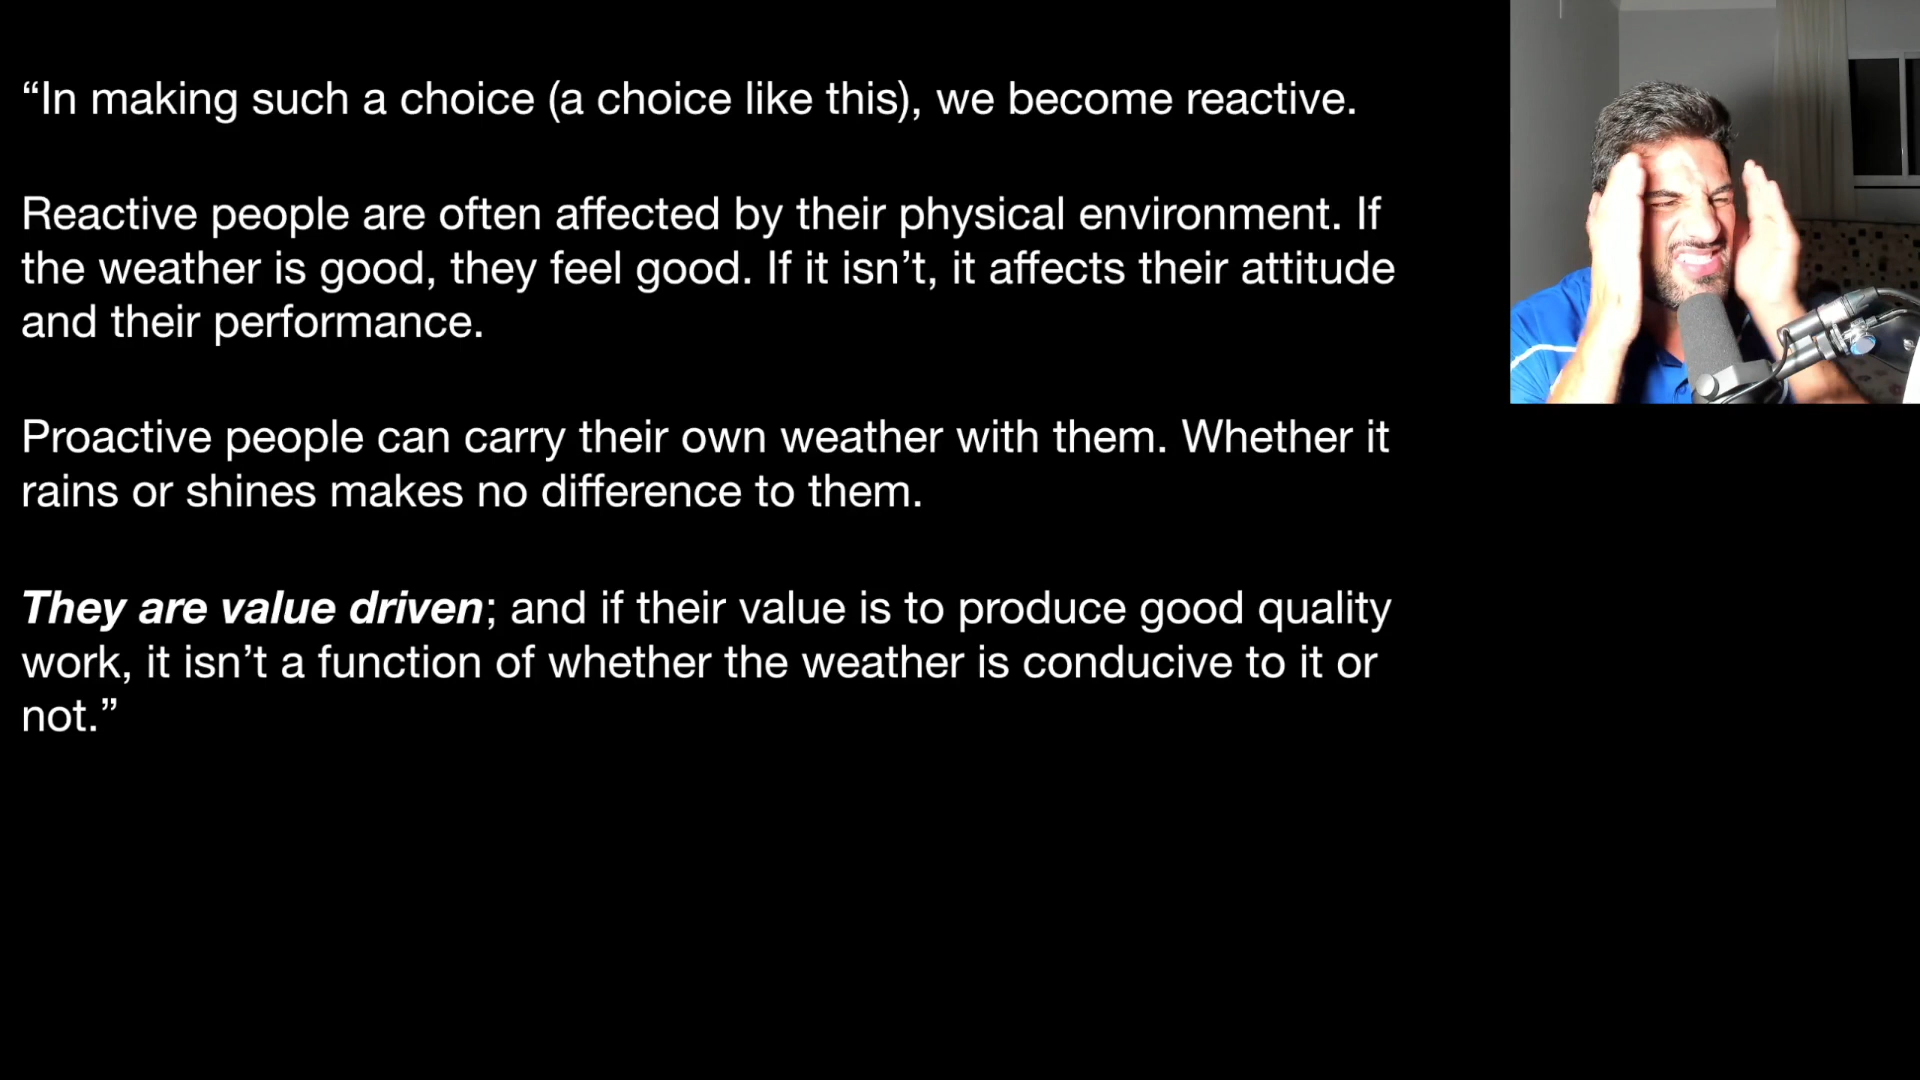 “In making such a choice (a choice like this), we become reactive.
Reactive people are often affected by their physical environment. If
the weather is good, they feel good. If it isn’t, it affects their attitude
and their performance.
Proactive people can carry their own weather with them. Whether it
rains or shines makes no difference to them.
They are value driven; and if their value is to produce good quality
work, it isn’t a function of whether the weather is conducive to it or
not.”